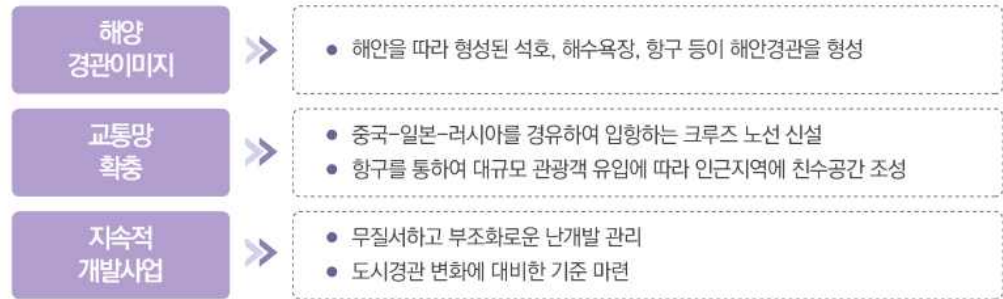 해양
경관이미지
• 해안을 따라 형성된 석호, 해수욕장, 항구 등이 해안경관을 형성
교통망
확충
• 중국-일본-러시아를 경유하여 입항하는 크루즈 노선 신설
• 항구를 통하여 대규모 관광객 유입에 따라 인근지역에 친수공간 조성
지속적
개발사업
• 무질서하고 부조화로운 난개발 관리
• 도시경관 변화에 대비한 기준 마련